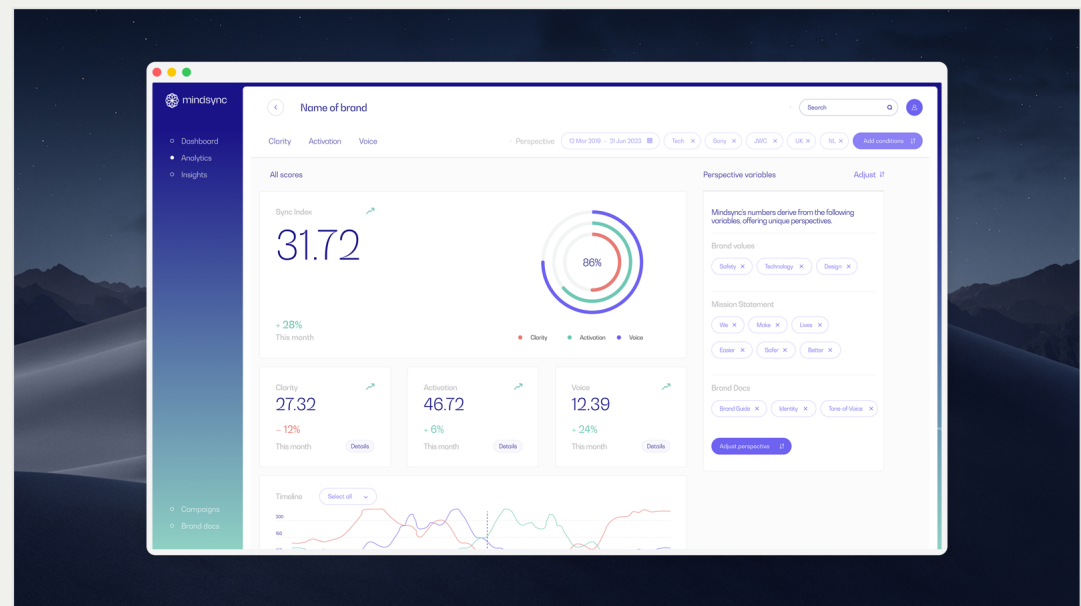 mindsync
Name of brand
Search
Dashboard
Analytics
Insights
Clarity Activation Voice
Perspective 13 Mar 2019 - 31 Jun 2023 Tech × Sony × JWC × UK × NL × Add conditions
All scores
Sync Index
31.72
86%
+ 28%
This month
Clarity Activation Voice
Clarity
27.32
- 12%
This month Details
Activation
46.72
+ 6%
This month Details
Voice
12.39
+ 24%
This month Details
Timeline Select all
300
Perspective variables Adjust
Mindsync's numbers derive from the following
variables, offering unique perspectives.
Brand values
Safety × Technology × Design ×
Mission Statement
We × Make × Lives ×
Easier × Safer × Better ×
Brand Docs
Brand Guide × Identity × Tone of Voice ×
Adjust perspective
Campaigns
Brand docs